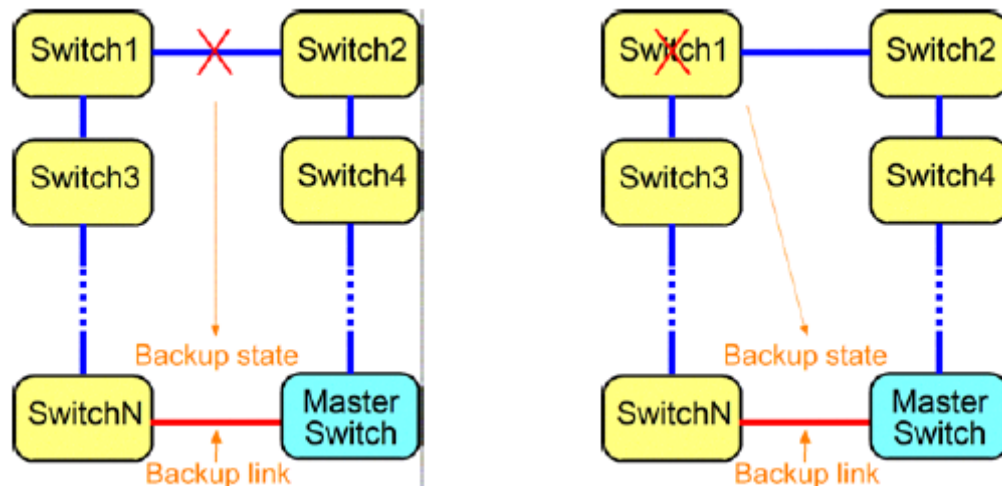 Switch1
Switch2
Switch3
Switch4
Backup state
SwitchN
Master
Switch
Backup link
Switch1
Switch2
Switch3
Switch4
Backup state
SwitchN
Master
Switch
Backup link